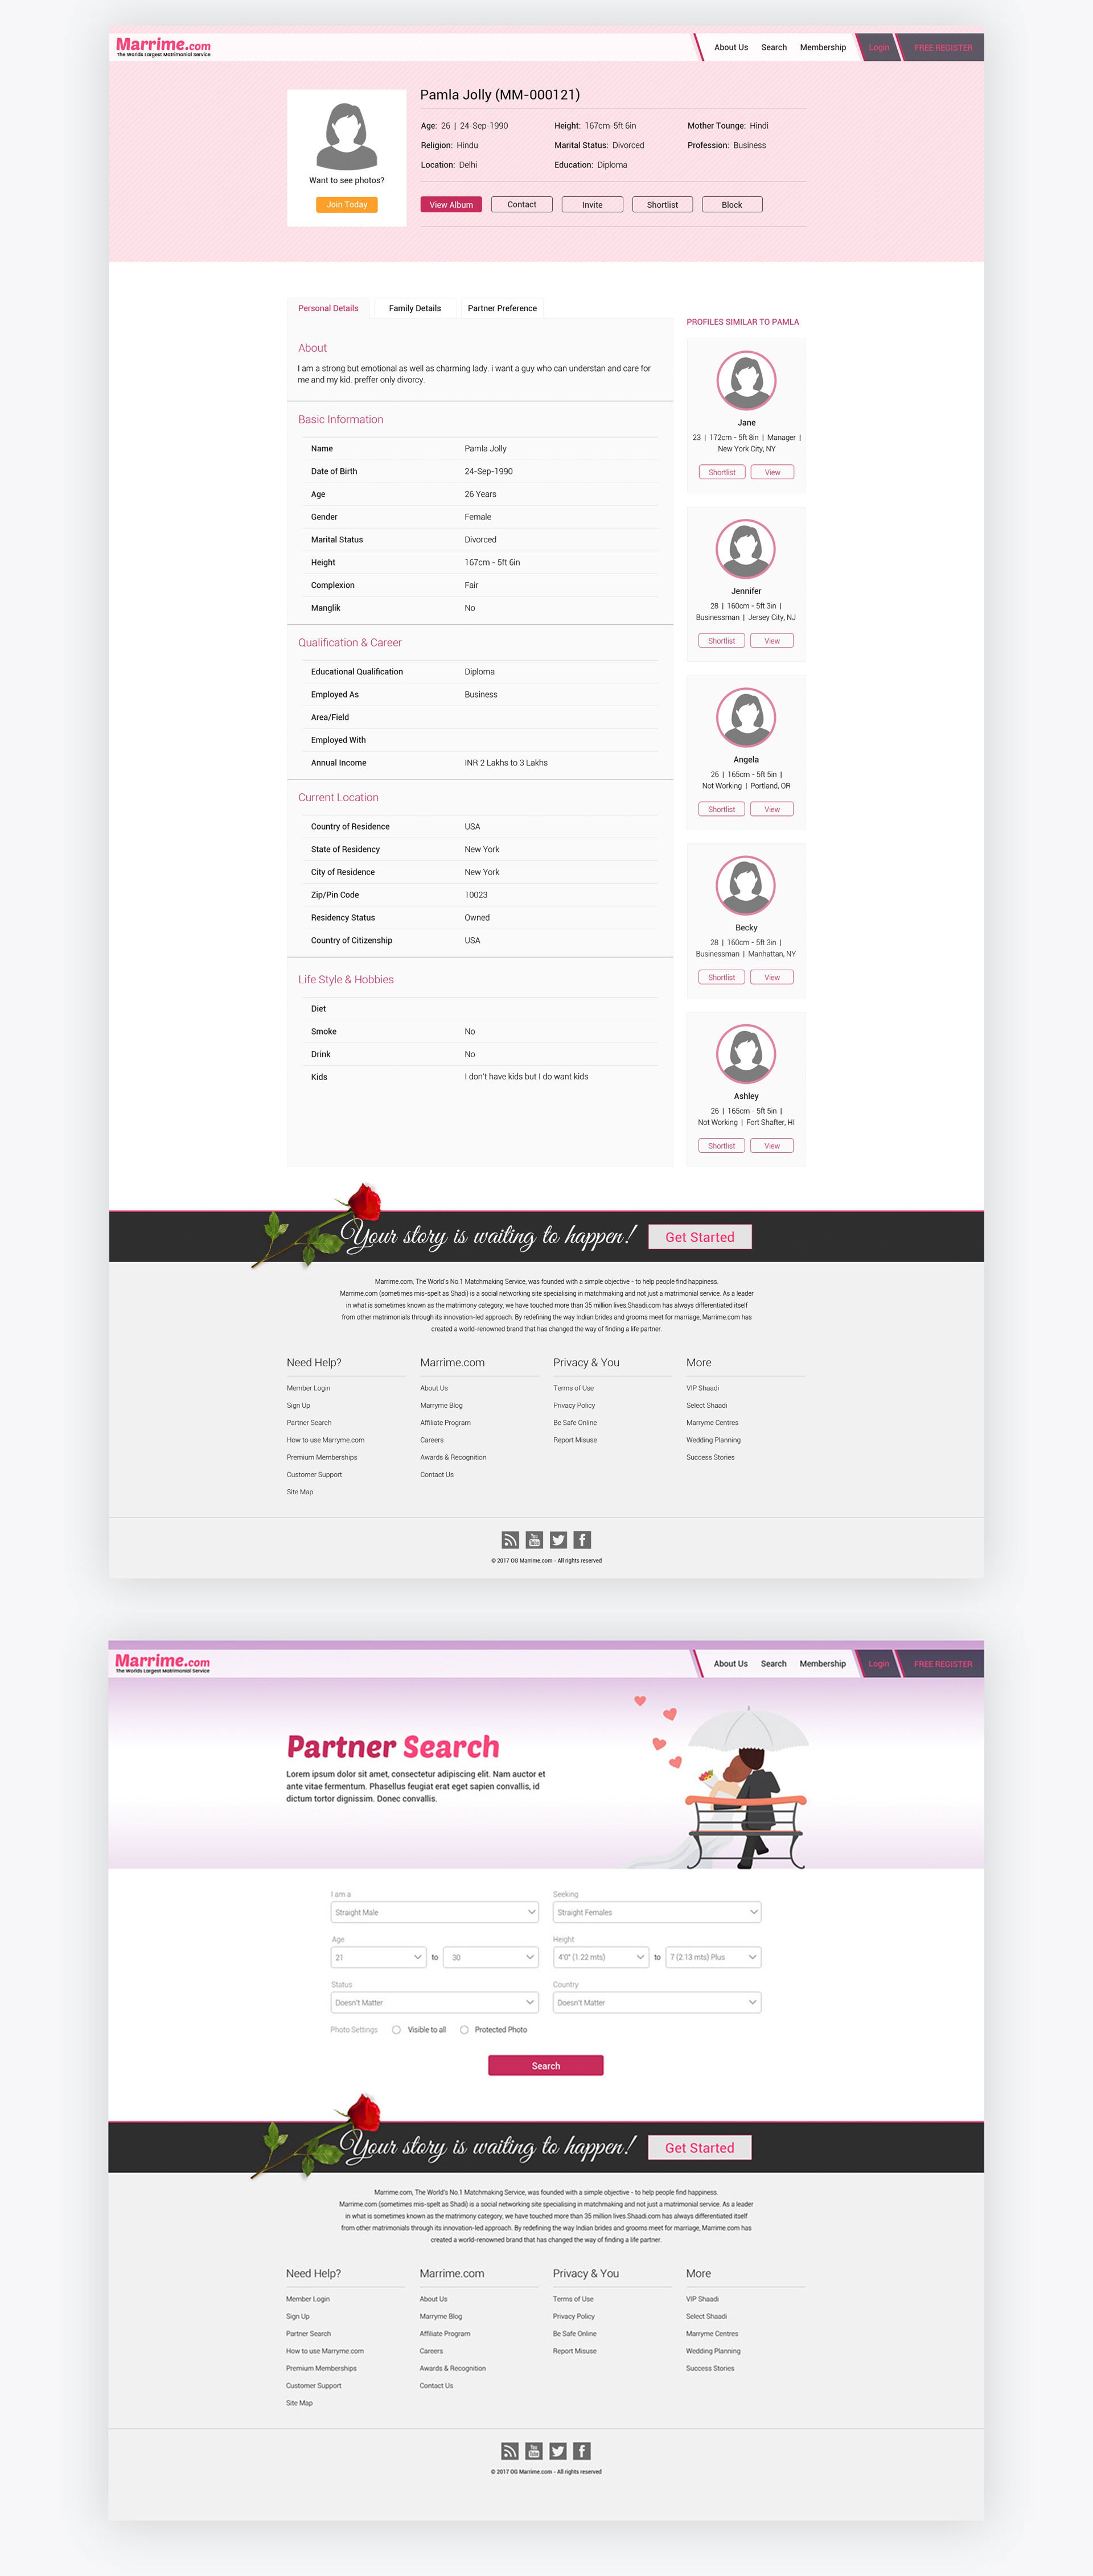 Marrime.com
The Worlds Largest Matrimonial Service
About Us Search Membership Login FREE REGISTER
Pamla Jolly (MM-000121)
Age: 26 | 24-Sep-1990 Height: 167cm-5ft 6in Mother Tounge: Hindi
Religion: Hindu Marital Status: Divorced Profession: Business
Location: Delhi Education: Diploma
Want to see photos?
Join Today
View Album Contact Invite Shortlist Block
Personal Details Family Details Partner Preference
About
I am a strong but emotional as well as charming lady. i want a guy who can understan and care for
me and my kid. preffer only divorcy.
Basic Information
Name Pamla Jolly
Date of Birth 24-Sep-1990
Age 26 Years
Gender Female
Marital Status Divorced
Height 167cm - 5ft 6in
Complexion Fair
Manglik No
Qualification & Career
Educational Qualification Diploma
Employed As Business
Area/Field
Employed With
Annual Income INR 2 Lakhs to 3 Lakhs
Current Location
Country of Residence USA
State of Residency New York
City of Residence New York
Zip/Pin Code 10023
Residency Status Owned
Country of Citizenship USA
Life Style & Hobbies
Diet
Smoke No
Drink No
Kids I don't have kids but I do want kids
PROFILES SIMILAR TO PAMLA
Jane
23 | 172cm - 5ft 8in | Manager |
New York City, NY
Shortlist View
Jennifer
28 | 160cm - 5ft 3in |
Businessman | Jersey City, NJ
Shortlist View
Angela
26 | 165cm - 5ft 5in |
Not Working | Portland, OR
Shortlist View
Becky
28 | 160cm - 5ft 3in |
Businessman | Manhattan, NY
Shortlist View
Ashley
26 | 165cm - 5ft 5in |
Not Working | Fort Shafter, HI
Shortlist View
Your story is waiting to happen! Get Started
Marrime.com, The World's No.1 Matchmaking Service, was founded with a simple objective - to help people find happiness.
Marrime.com (sometimes mis-spelt as Shadi) is a social networking site specialising in matchmaking and not just a matrimonial service. As a leader
in what is sometimes known as the matrimony category, we have touched more than 35 million lives.Shaadi.com has always differentiated itself
from other matrimonials through its innovation-led approach. By redefining the way Indian brides and grooms meet for marriage, Marrime.com has
created a world-renowned brand that has changed the way of finding a life partner.
Need Help? Marrime.com Privacy & You More
Member Login About Us Terms of Use VIP Shaadi
Sign Up Marryme Blog Privacy Policy Select Shaadi
Partner Search Affiliate Program Be Safe Online Marryme Centres
How to use Marryme.com Careers Report Misuse Wedding Planning
Premium Memberships Awards & Recognition Success Stories
Customer Support Contact Us
Site Map
You Tube
© 2017 OG Marrime.com - All rights reserved
Marrime.com
The Worlds Largest Matrimonial Service
About Us Search Membership Login FREE REGISTER
Partner Search
Lorem ipsum dolor sit amet, consectetur adipiscing elit. Nam auctor et
ante vitae fermentum. Phasellus feugiat erat eget sapien convallis, id
dictum tortor dignissim. Donec convallis.
I am a Seeking
Straight Male Straight Females
Age Height
21 to 30 4'0" (1.22 mts) to 7 (2.13 mts) Plus
Status Country
Doesn't Matter Doesn't Matter
Photo Settings Visible to all Protected Photo
Search
Your story is waiting to happen! Get Started
Marrime.com, The World's No.1 Matchmaking Service, was founded with a simple objective - to help people find happiness.
Marrime.com (sometimes mis-spelt as Shadi) is a social networking site specialising in matchmaking and not just a matrimonial service. As a leader
in what is sometimes known as the matrimony category, we have touched more than 35 million lives.Shaadi.com has always differentiated itself
from other matrimonials through its innovation-led approach. By redefining the way Indian brides and grooms meet for marriage, Marrime.com has
created a world-renowned brand that has changed the way of finding a life partner.
Need Help? Marrime.com Privacy & You More
Member Login About Us Terms of Use VIP Shaadi
Sign Up Marryme Blog Privacy Policy Select Shaadi
Partner Search Affiliate Program Be Safe Online Marryme Centres
How to use Marryme.com Careers Report Misuse Wedding Planning
Premium Memberships Awards & Recognition Success Stories
Customer Support Contact Us
Site Map
You Tube
© 2017 OG Marrime.com - All rights reserved